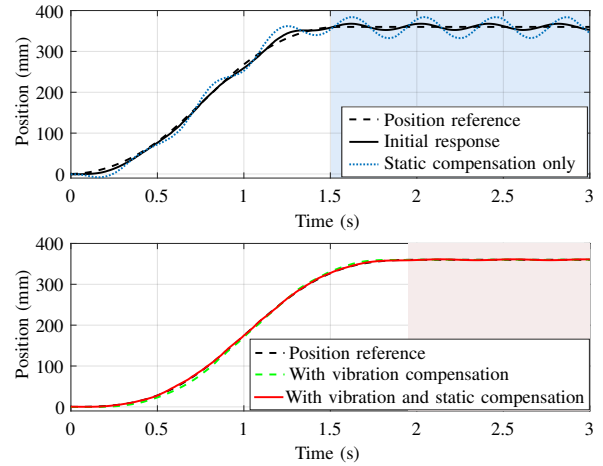 400
300
200
100
0
Position (mm)
Position reference
Initial response
Static compensation only
0 0.5 1 1.5 2 2.5 3
Time (s)
400
300
200
100
0
Position (mm)
Position reference
With vibration compensation
With vibration and static compensation
0 0.5 1 1.5 2 2.5 3
Time (s)